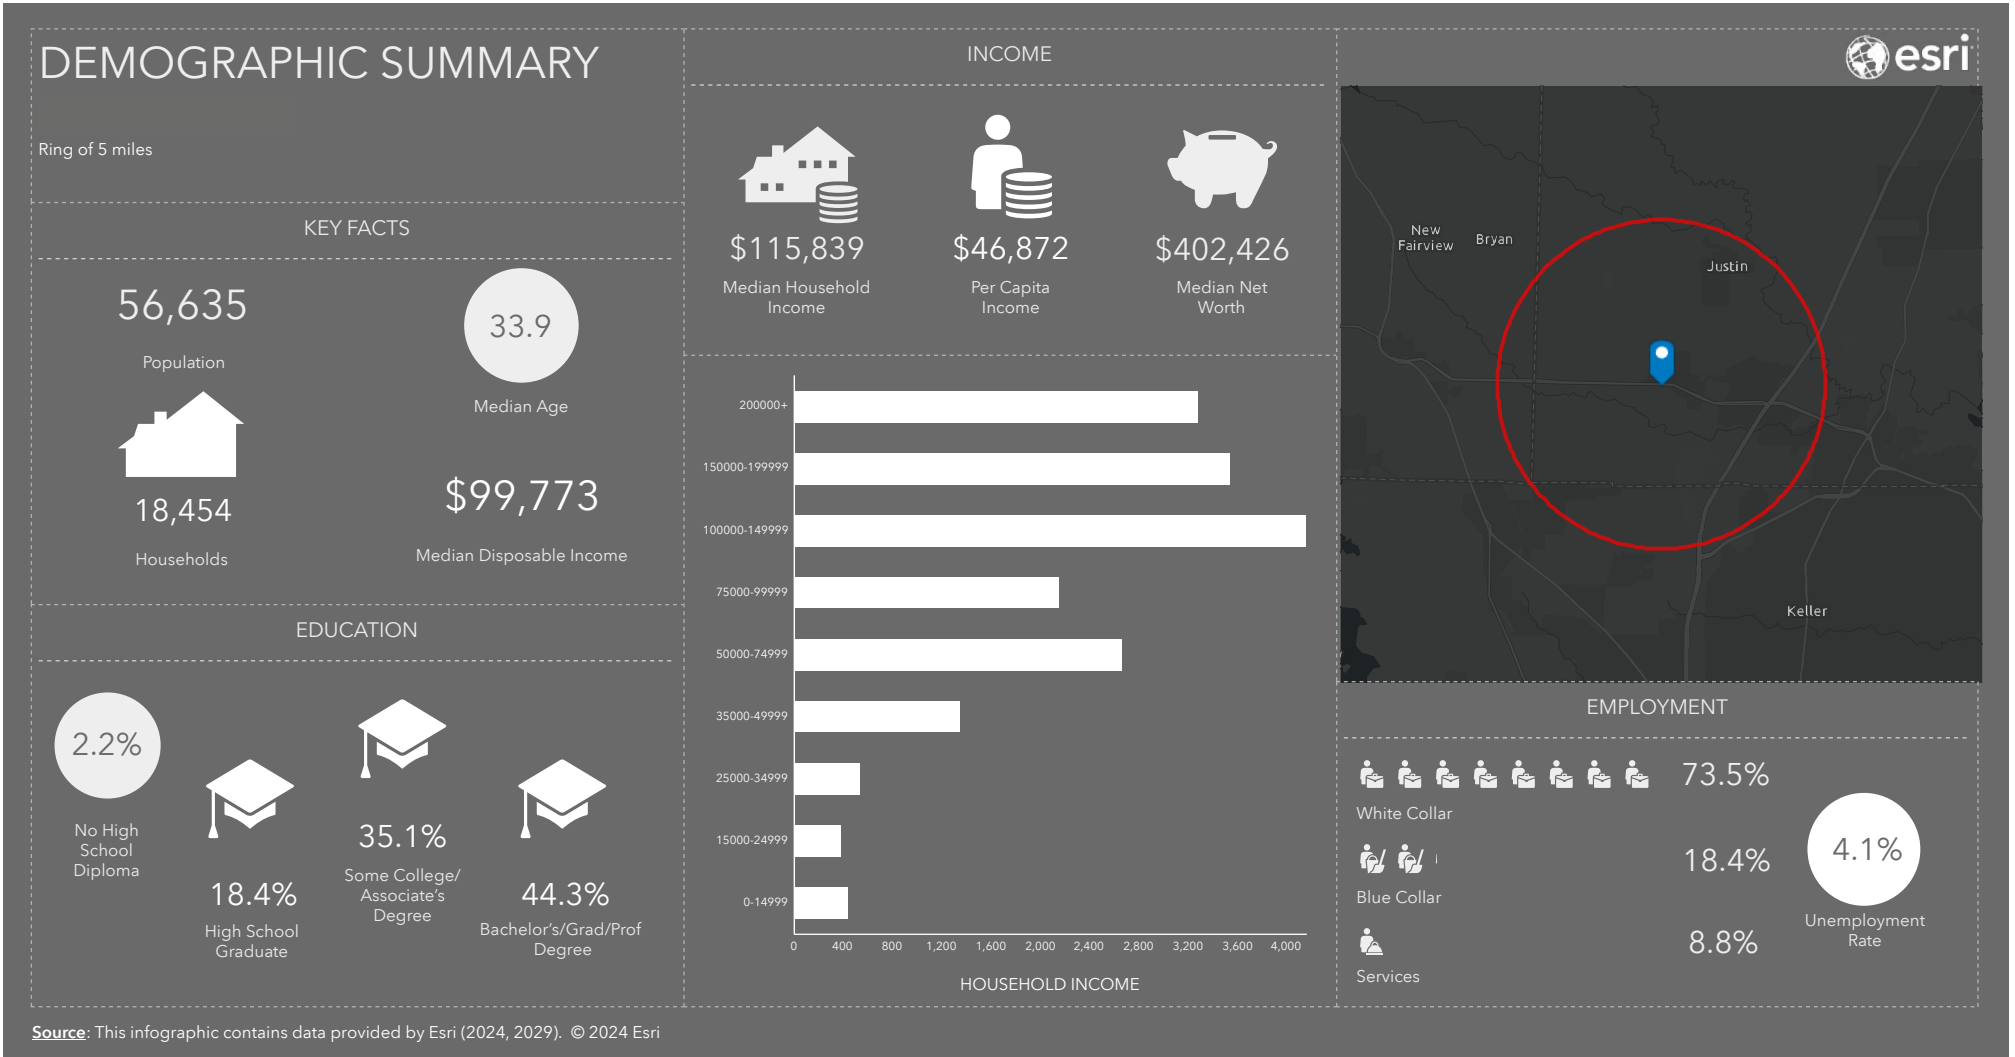 DEMOGRAPHIC SUMMARY
Ring of 5 miles
KEY FACTS
56,635
Population
33.9
Median Age
18,454
Households
$99,773
Median Disposable Income
EDUCATION
2.2%
No High
School
Diploma
18.4%
High School
Graduate
35.1%
Some College/
Associate's
Degree
44.3%
Bachelor's/Grad/Prof
Degree
INCOME
$115,839
Median Household
Income
$46,872
Per Capita
Income
$402,426
Median Net
Worth
200000+
150000-199999
100000-149999
75000-99999
50000-74999
35000-49999
25000-34999
15000-24999
0-14999
0 400 800 1,200 1,600 2,000 2,400 2,800 3,200 3,600 4,000
HOUSEHOLD INCOME
esri
New
Fairview
Bryan
Justin
Keller
EMPLOYMENT
73.5%
White Collar
18.4%
Blue Collar
8.8%
Services
4.1%
Unemployment
Rate
Source: This infographic contains data provided by Esri (2024, 2029). © 2024 Esri